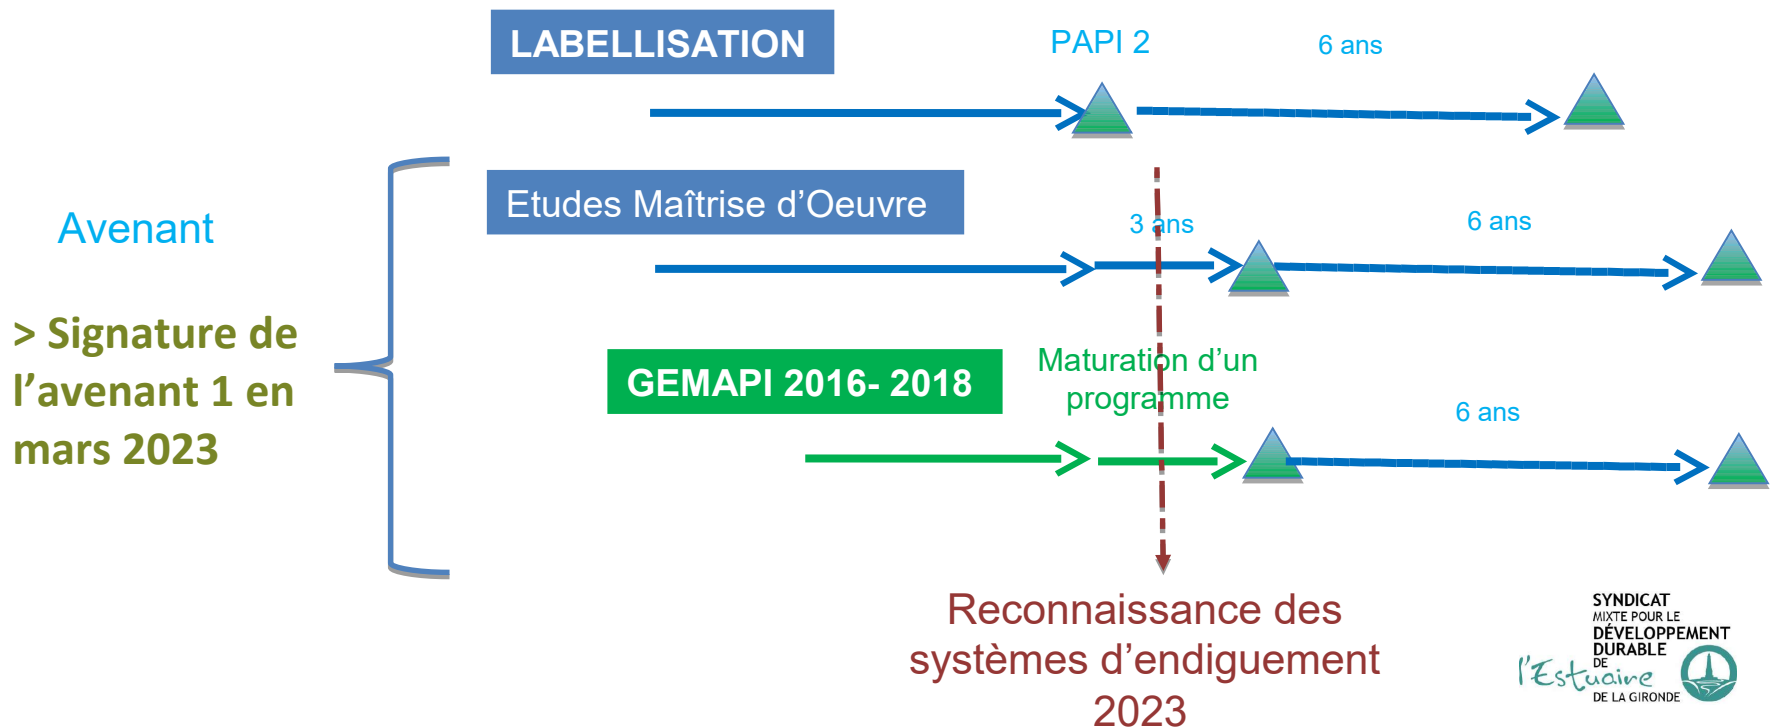 LABELLISATION
PAPI 2
6 ans
Avenant
Etudes Maîtrise d’Oeuvre
3 ans
6 ans
> Signature de
l’avenant 1 en
mars 2023
GEMAPI 2016- 2018
Maturation d’un
programme
6 ans
Reconnaissance des
systèmes d’endiguement
2023
SYNDICAT
MIXTE POUR LE
DÉVELOPPEMENT
DURABLE
DE
l'Estuaire
DE LA GIRONDE